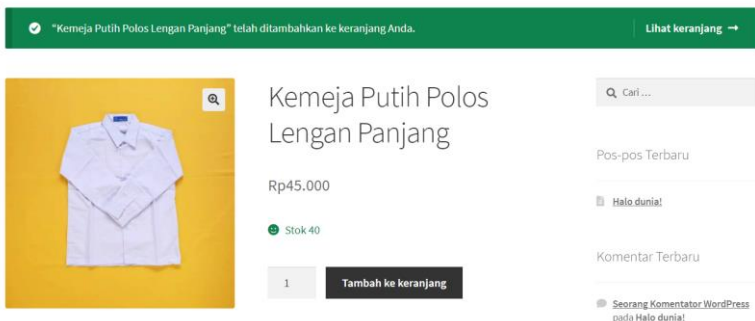 “Kemeja Putih Polos Lengan Panjang” telah ditambahkan ke keranjang Anda.
Lihat keranjang →
Kemeja Putih Polos
Lengan Panjang
Rp45.000
Stok 40
1
Tambah ke keranjang
Cari ...
Pos-pos Terbaru
Halo dunia!
Komentar Terbaru
Seorang Komentator WordPress
pada Halo dunia!